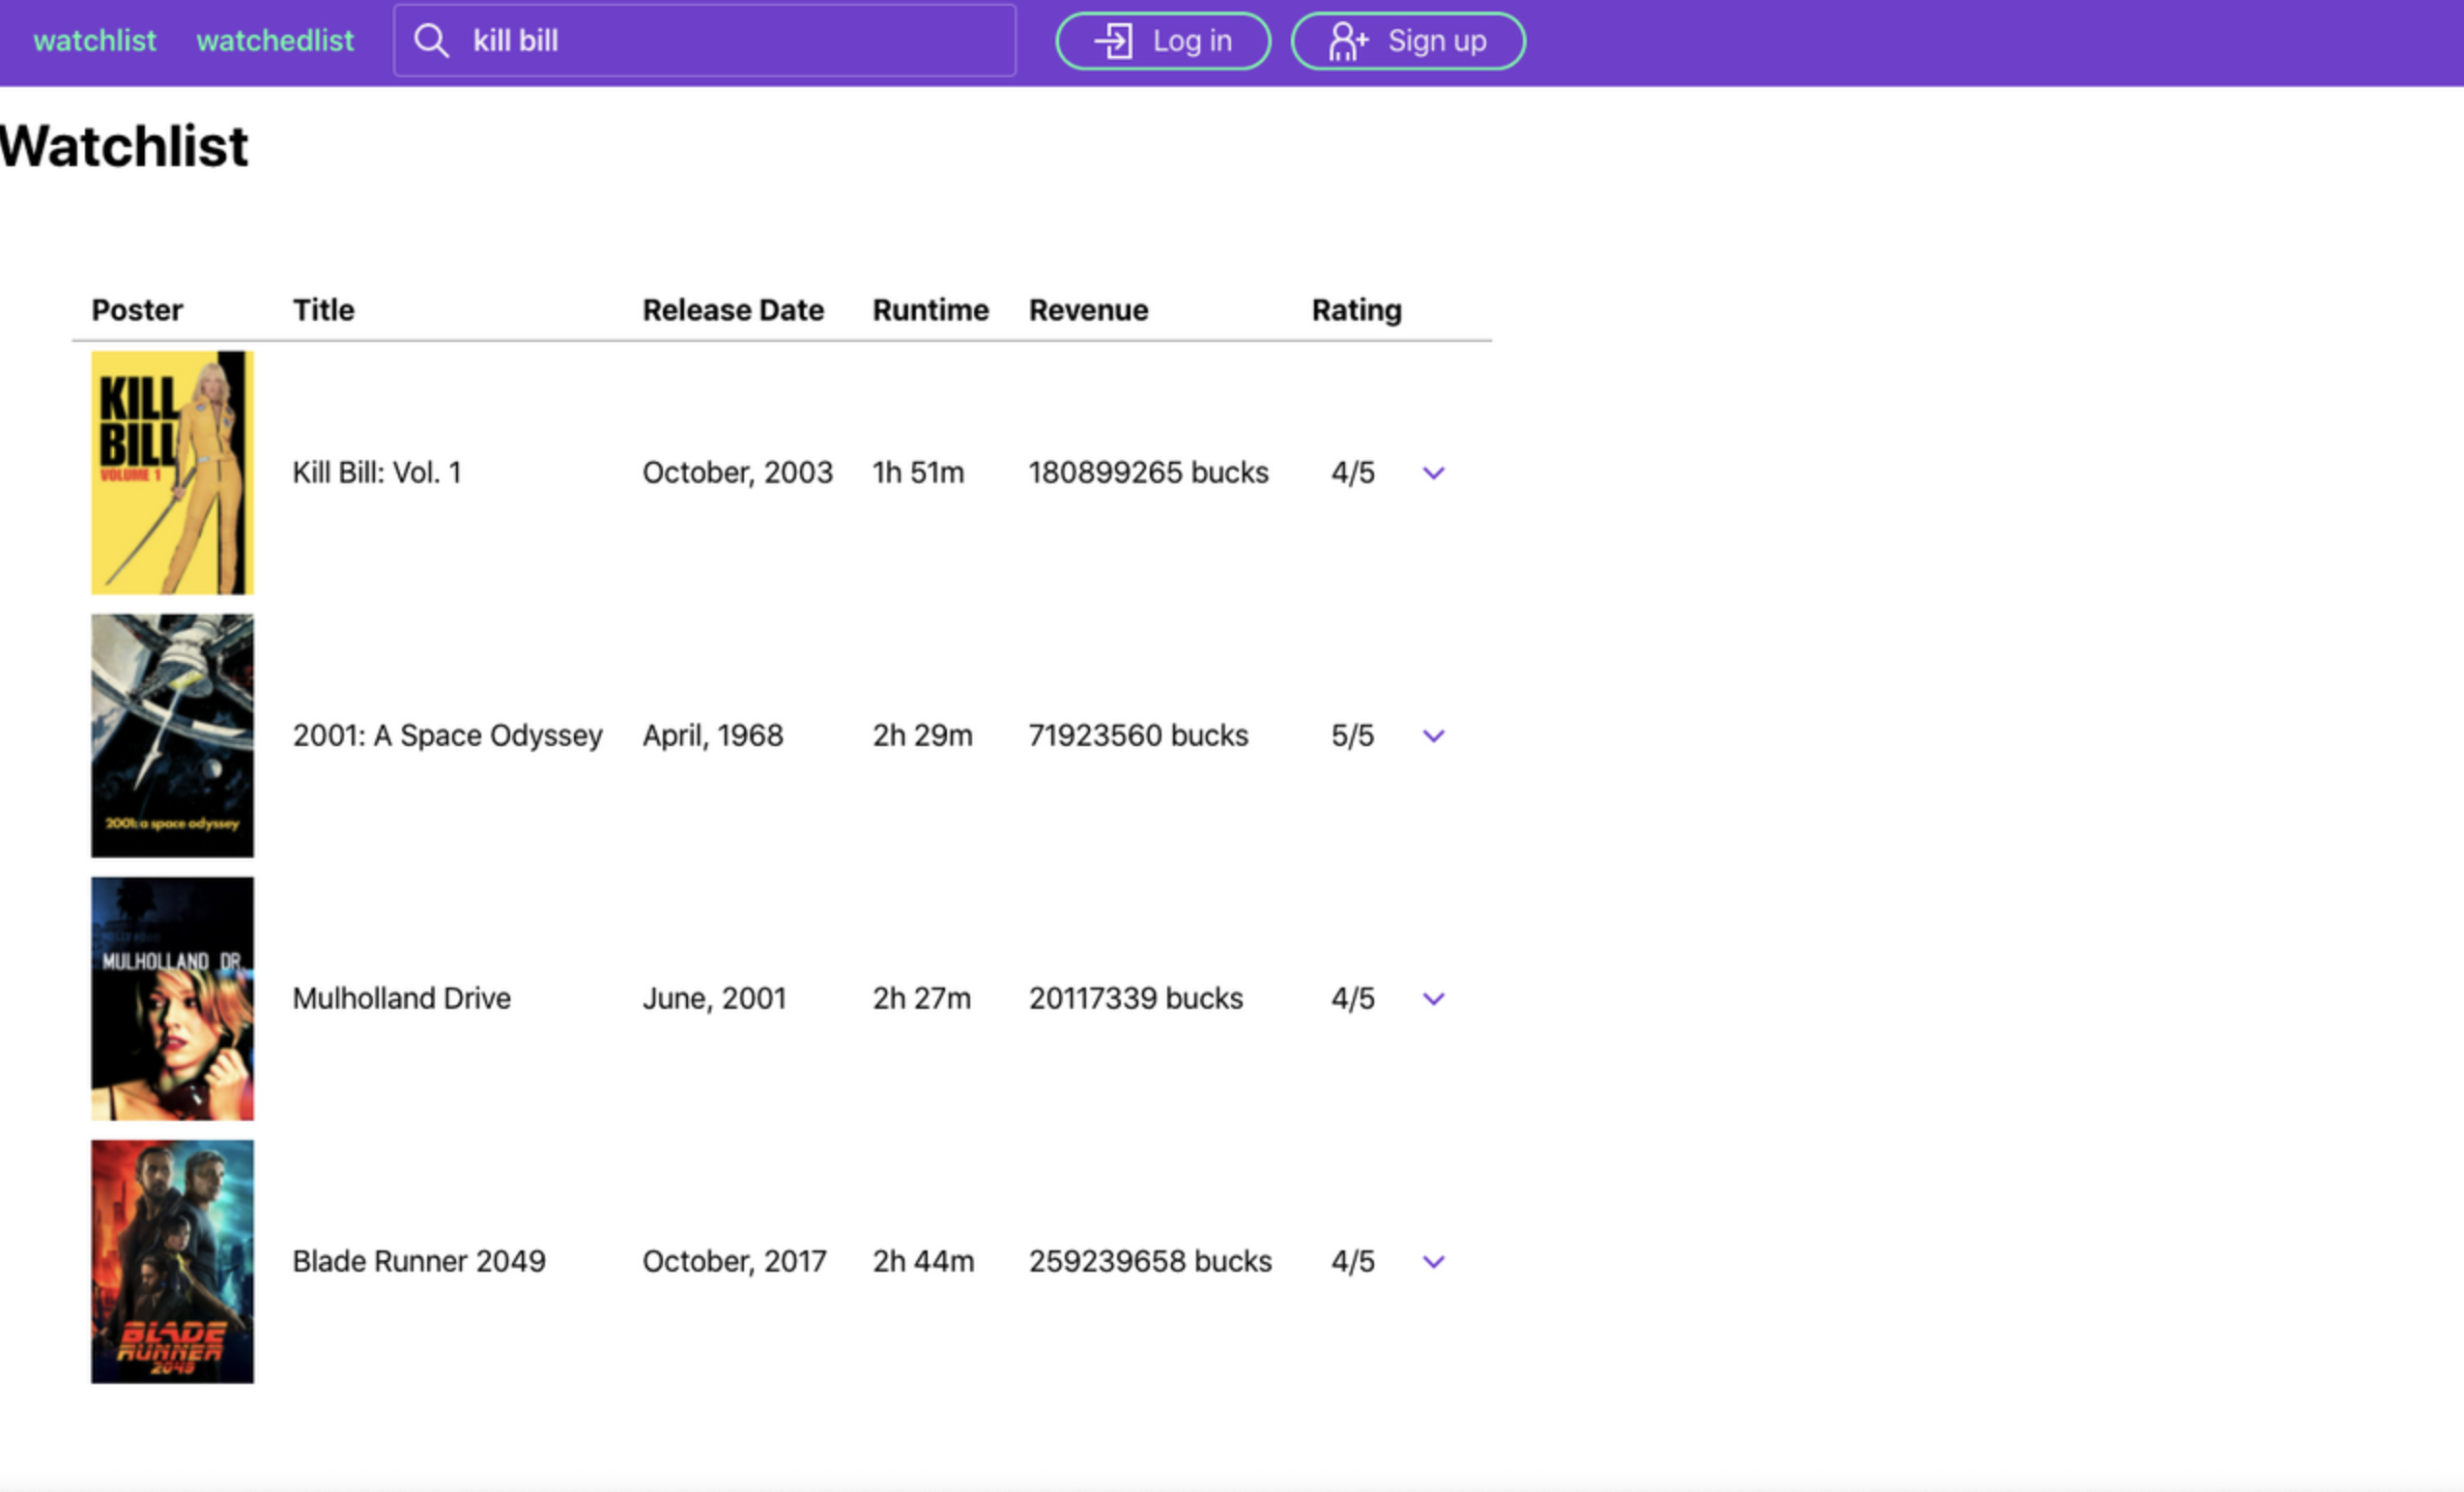 watchlist watchedlist kill bill Log in Sign up
Watchlist
Poster Title Release Date Runtime Revenue Rating
KILL
BILL
VOLUME 1
Kill Bill: Vol. 1 October, 2003 1h 51m 180899265 bucks 4/5
2001: A Space Odyssey April, 1968 2h 29m 71923560 bucks 5/5
2001: a space odyssey
MULHOLLAND DR.
Mulholland Drive June, 2001 2h 27m 20117339 bucks 4/5
Blade Runner 2049 October, 2017 2h 44m 259239658 bucks 4/5
BLADE
RUNNER
2049